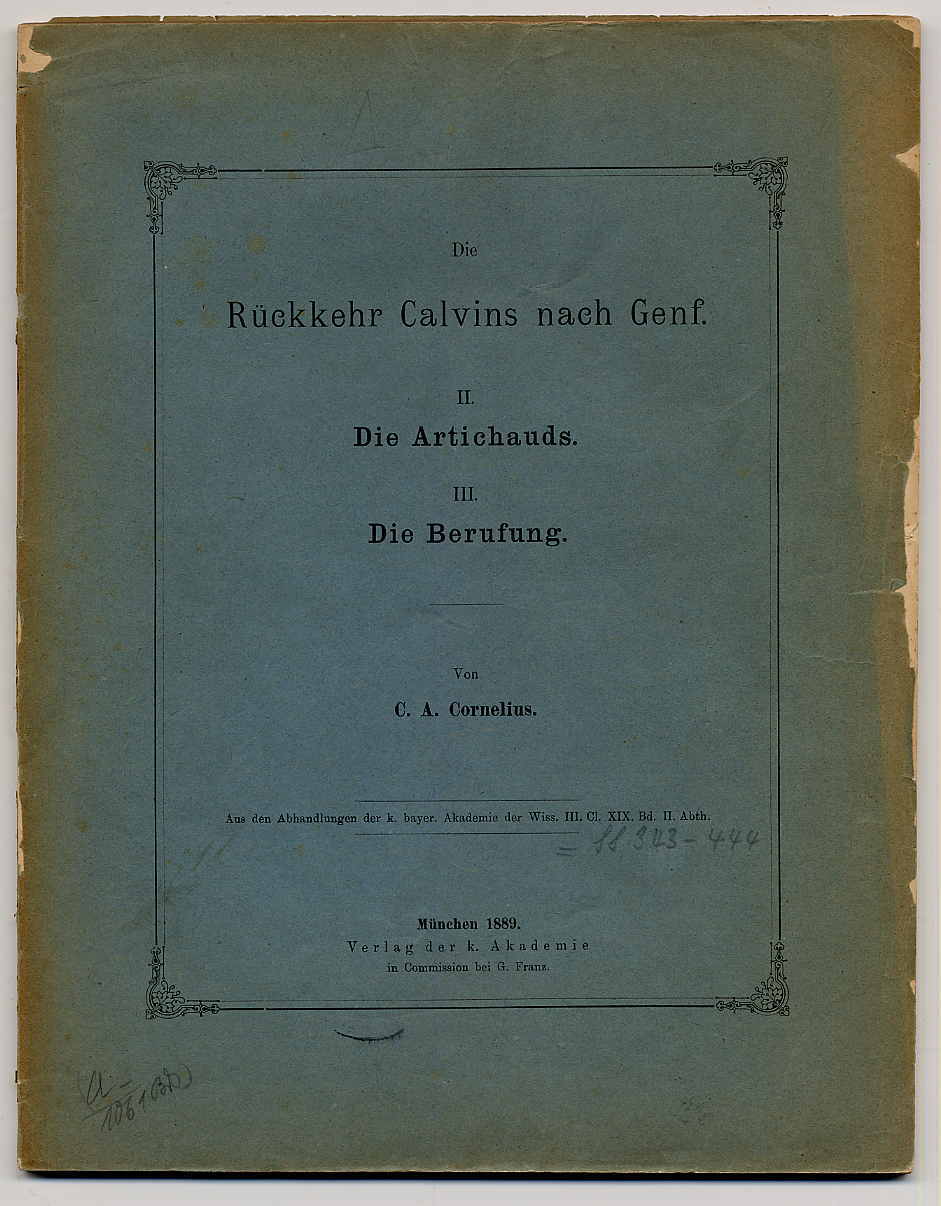 Die
Rückkehr Calvins nach Genf.
II.
Die Artichauds.
III.
Die Berufung.
Von
C. A. Cornelius.
Aus den Abhandlungen der k. bayer. Akademie der Wiss. III. Cl. XIX. Bd. II. Abth.
= SS 343-444
München 1889.
Verlag der k. Akademie
in Commission bei G. Franz.